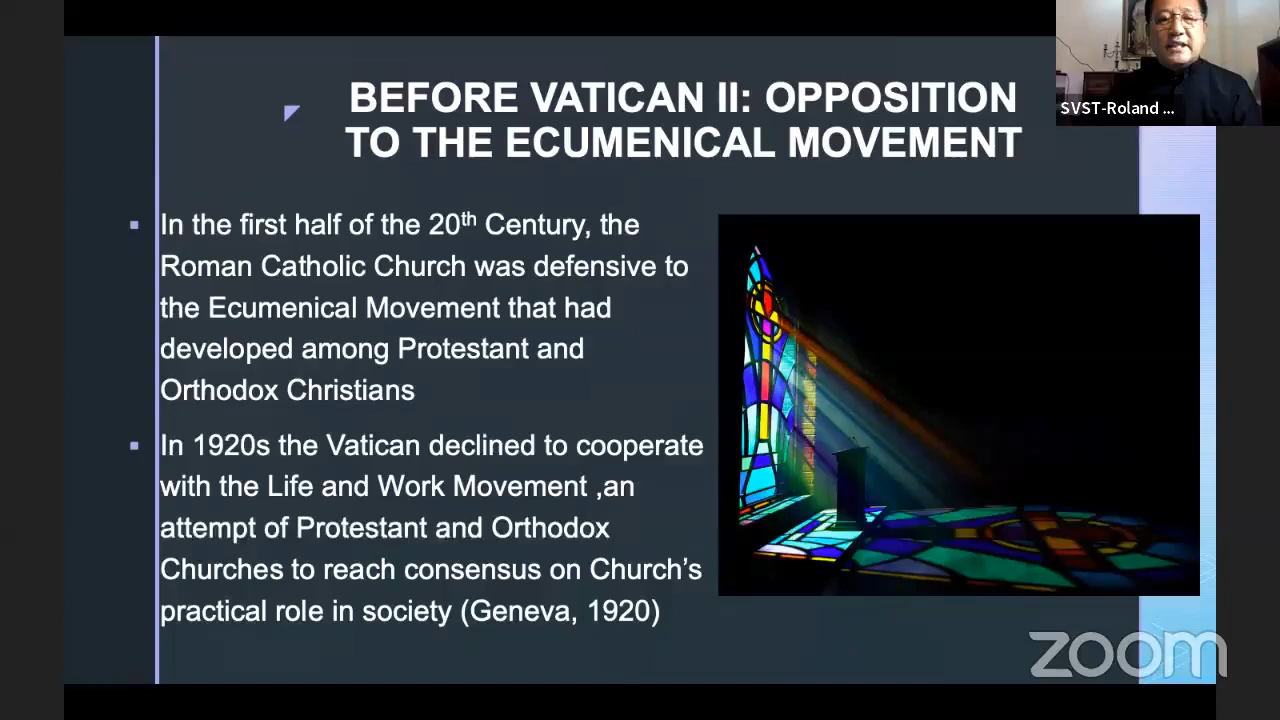 BEFORE VATICAN II: OPPOSITION
TO THE ECUMENICAL MOVEMENT
SVST-Roland ...
▪ In the first half of the 20th Century, the
Roman Catholic Church was defensive to
the Ecumenical Movement that had
developed among Protestant and
Orthodox Christians
▪ In 1920s the Vatican declined to cooperate
with the Life and Work Movement ,an
attempt of Protestant and Orthodox
Churches to reach consensus on Church’s
practical role in society (Geneva, 1920)
zoom